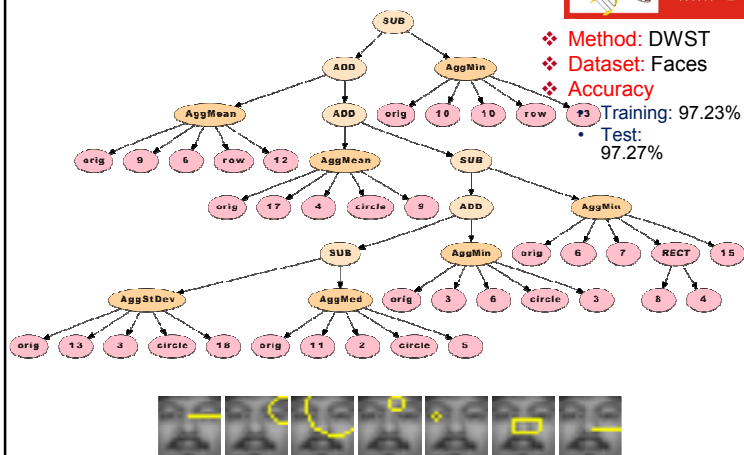 SUB
❖ Method: DWST
❖ Dataset: Faces
❖ Accuracy
• Training: 97.23%
• Test:
97.27%
ADD AggMin
AggMean ADD orig 10 10 row 13
orig 9 6 row 12 AggMean SUB
orig 17 4 circle 9 ADD AggMin
SUB AggMin orig 6 7 RECT 15
AggStDev AggMed orig 3 6 circle 3 8 4
orig 13 3 circle 18 orig 11 2 circle 5